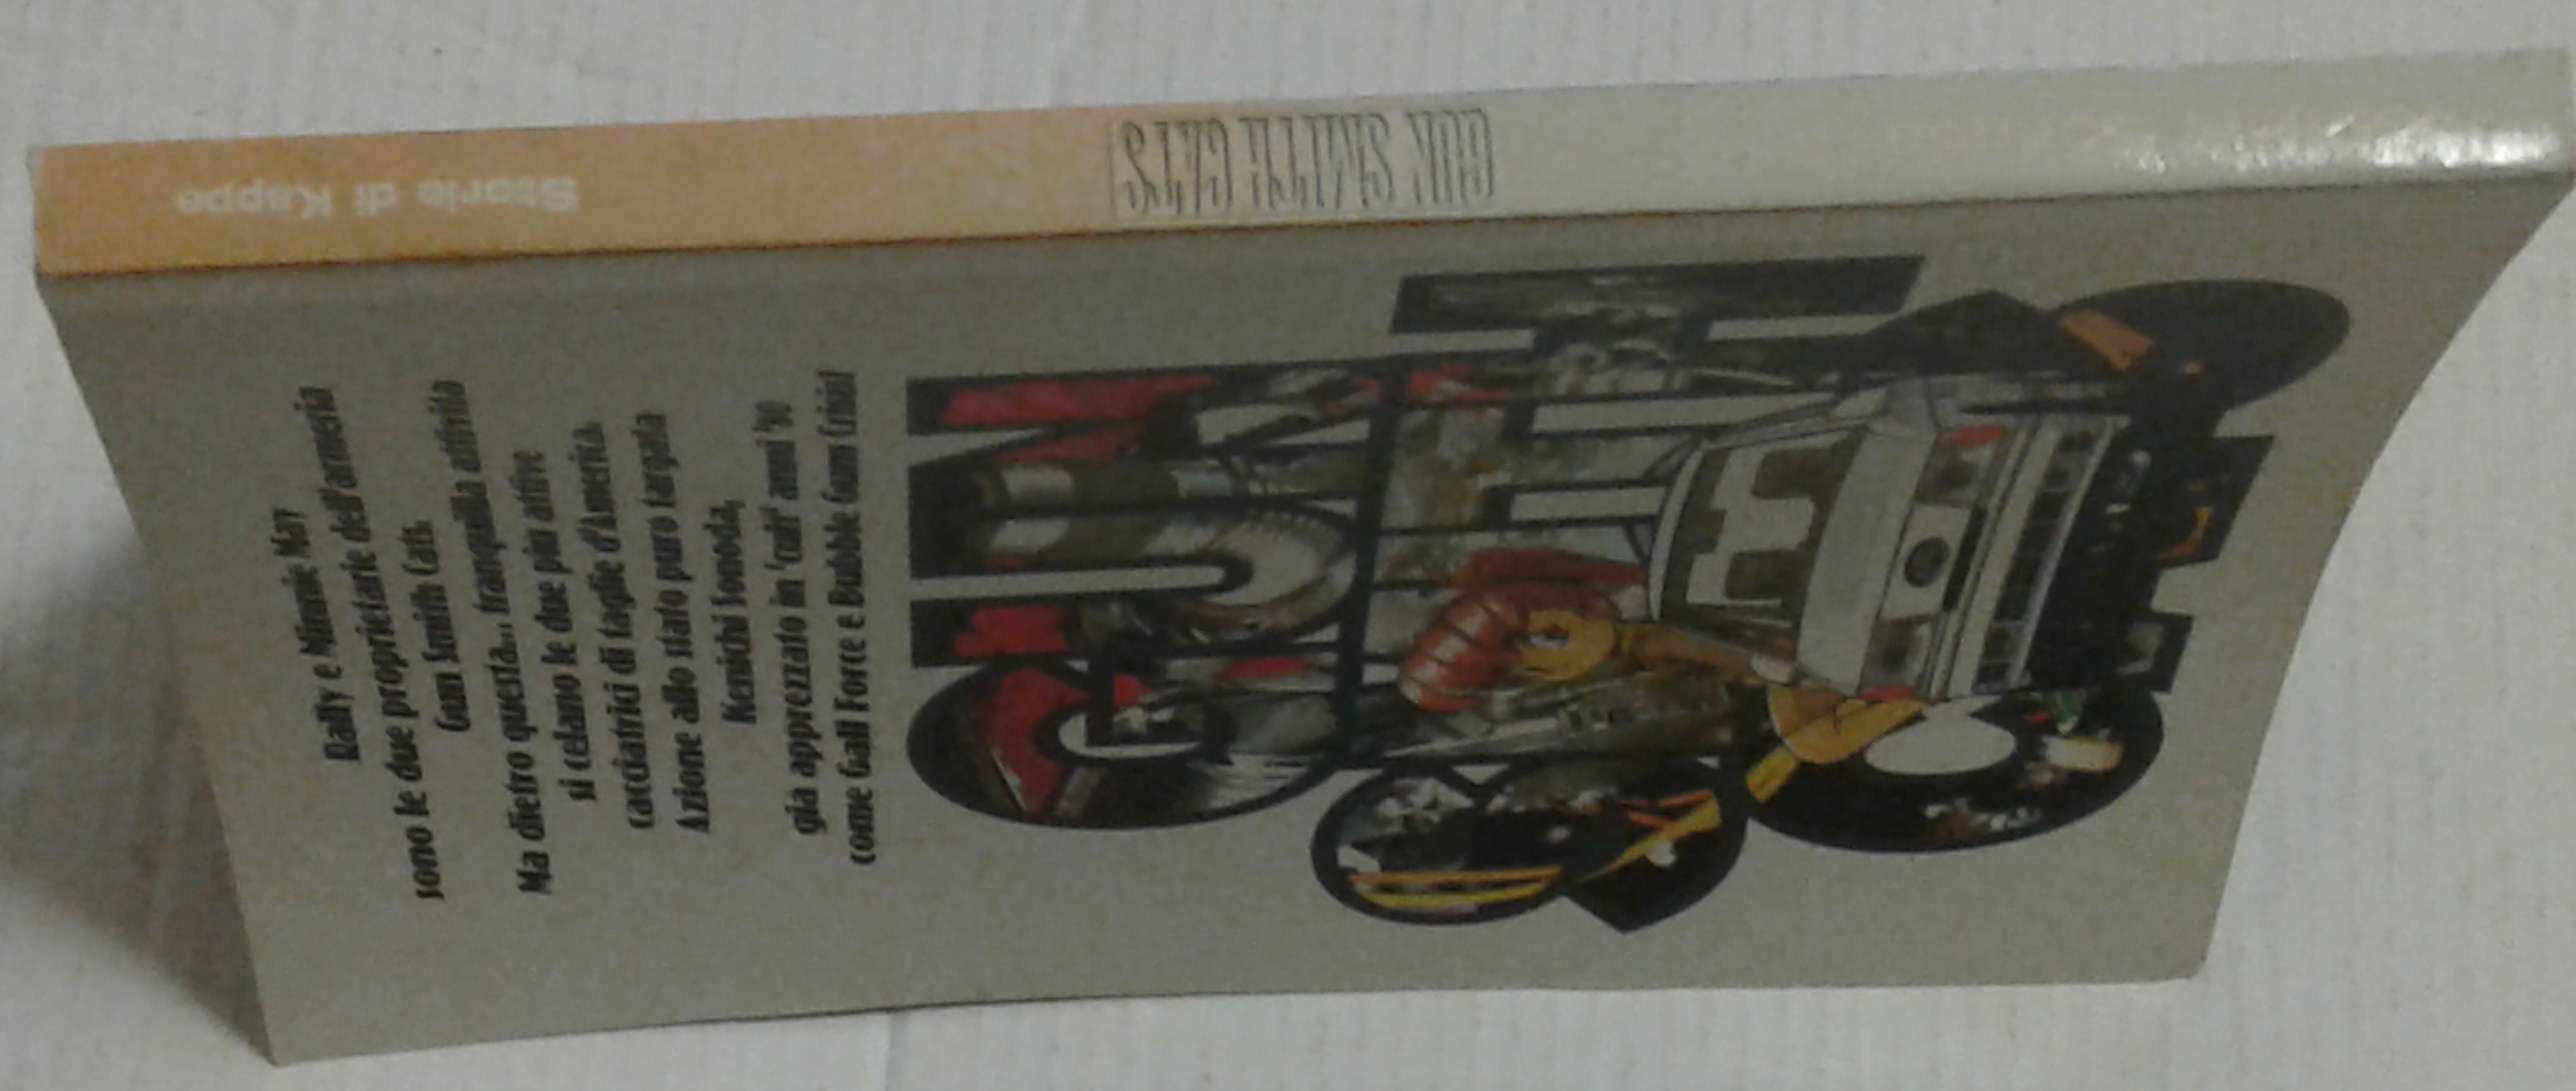 Storie di Kappa
GUN SMITH CATS
Rally e Minnie May
sono le due proprietarie dell'armeria
Gun Smith Cats.
Ma dietro questa... tranquilla attività
si celano le due più attive
cacciatrici di taglie d'America.
Azione allo stato puro targata
Kenichi Sonoda,
già apprezzato in 'cult' anni '90
come Gall Force e Bubble Gum Crisis!
GUN